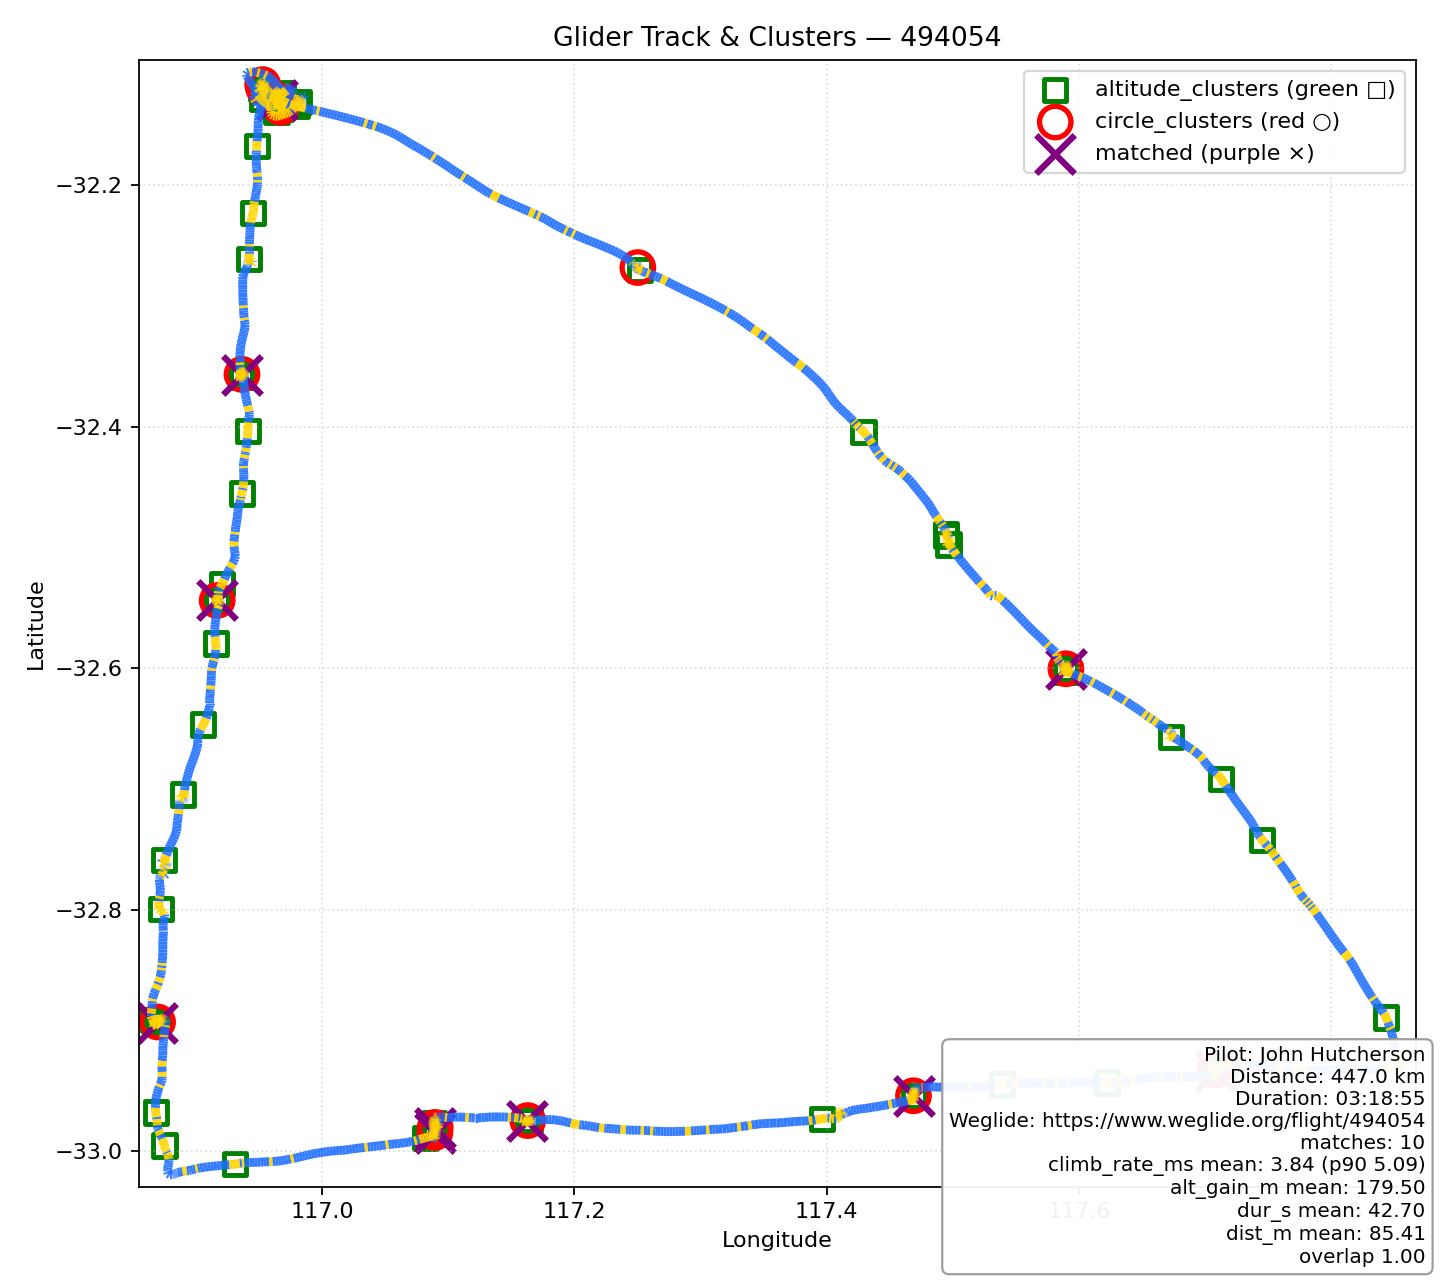 Glider Track & Clusters — 494054
altitude_clusters (green □)
circle_clusters (red ○)
matched (purple ×)
Latitude
−32.2
−32.4
−32.6
−32.8
−33.0
117.0
117.2
117.4
117.6
Longitude
Pilot: John Hutcherson
Distance: 447.0 km
Duration: 03:18:55
Weglide: https://www.weglide.org/flight/494054
matches: 10
climb_rate_ms mean: 3.84 (p90 5.09)
alt_gain_m mean: 179.50
dur_s mean: 42.70
dist_m mean: 85.41
overlap 1.00